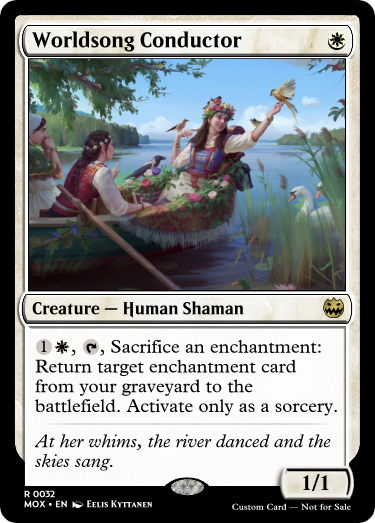 Worldsong Conductor
Creature — Human Shaman
1, , Sacrifice an enchantment:
Return target enchantment card
from your graveyard to the
battlefield. Activate only as a sorcery.
At her whims, the river danced and the
skies sang.
1/1
R 0032
MOX • EN Eelis Kyttanen
Custom Card — Not for Sale